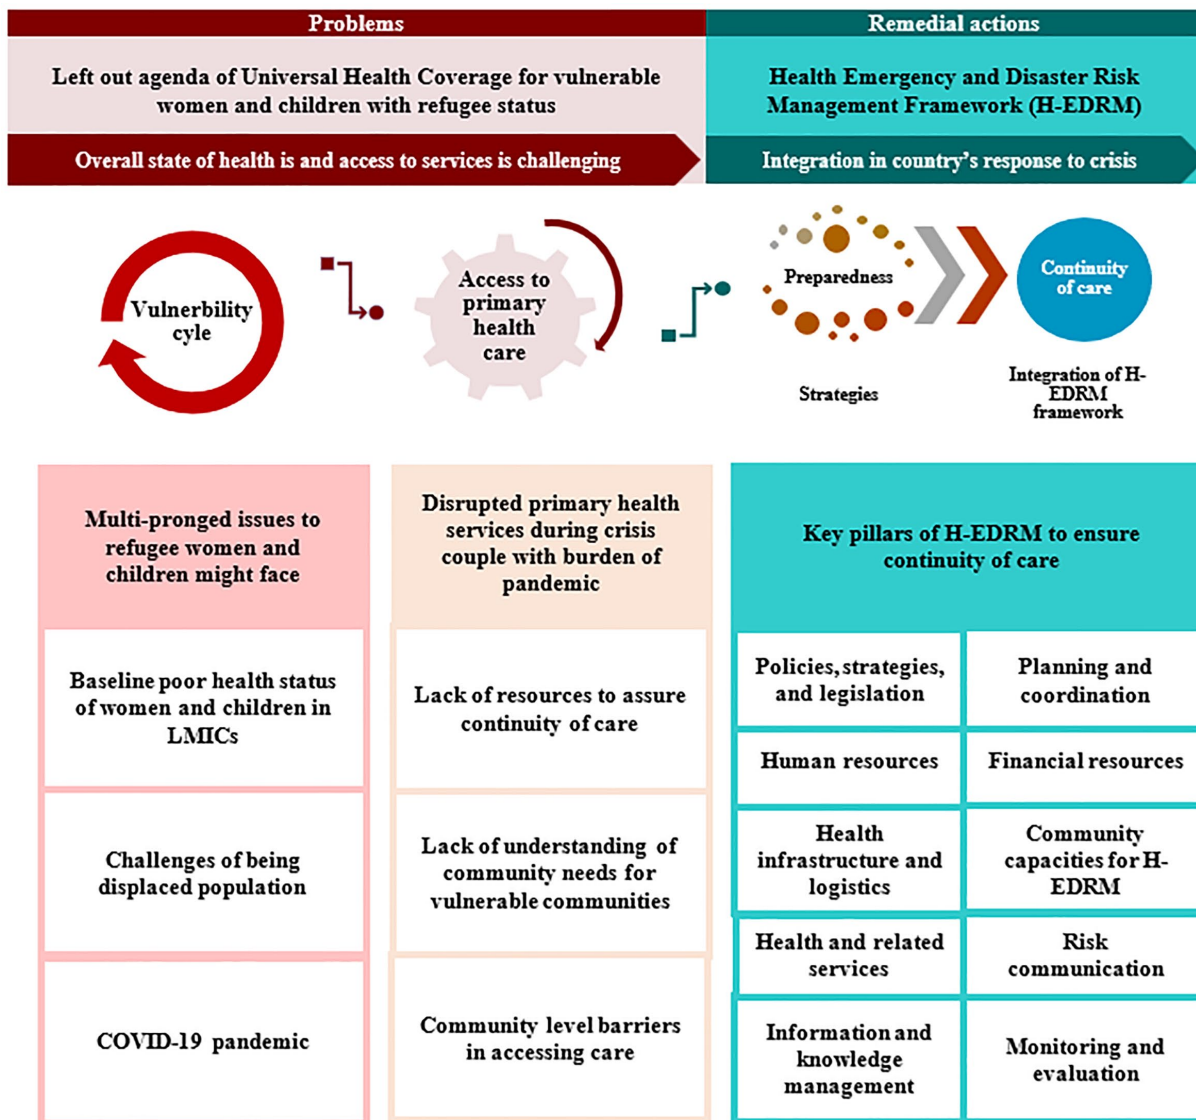 Problems
Remedial actions
Left out agenda of Universal Health Coverage for vulnerable
women and children with refugee status
Health Emergency and Disaster Risk
Management Framework (H-EDRM)
Overall state of health is and access to services is challenging
Integration in country's response to crisis
Vulnerbility
cyle
Access to
primary
health
care
Preparedness
Strategies
Continuity
of care
Integration of H-
EDRM
framework
Multi-pronged issues to
refugee women and
children might face
Baseline poor health status
of women and children in
LMICs
Challenges of being
displaced population
COVID-19 pandemic
Disrupted primary health
services during crisis
couple with burden of
pandemic
Lack of resources to assure
continuity of care
Lack of understanding of
community needs for
vulnerable communities
Community level barriers
in accessing care
Key pillars of H-EDRM to ensure
continuity of care
Policies, strategies,
and legislation
Planning and
coordination
Human resources
Financial resources
Health
infrastructure and
logistics
Community
capacities for H-
EDRM
Health and related
services
Risk
communication
Information and
knowledge
management
Monitoring and
evaluation